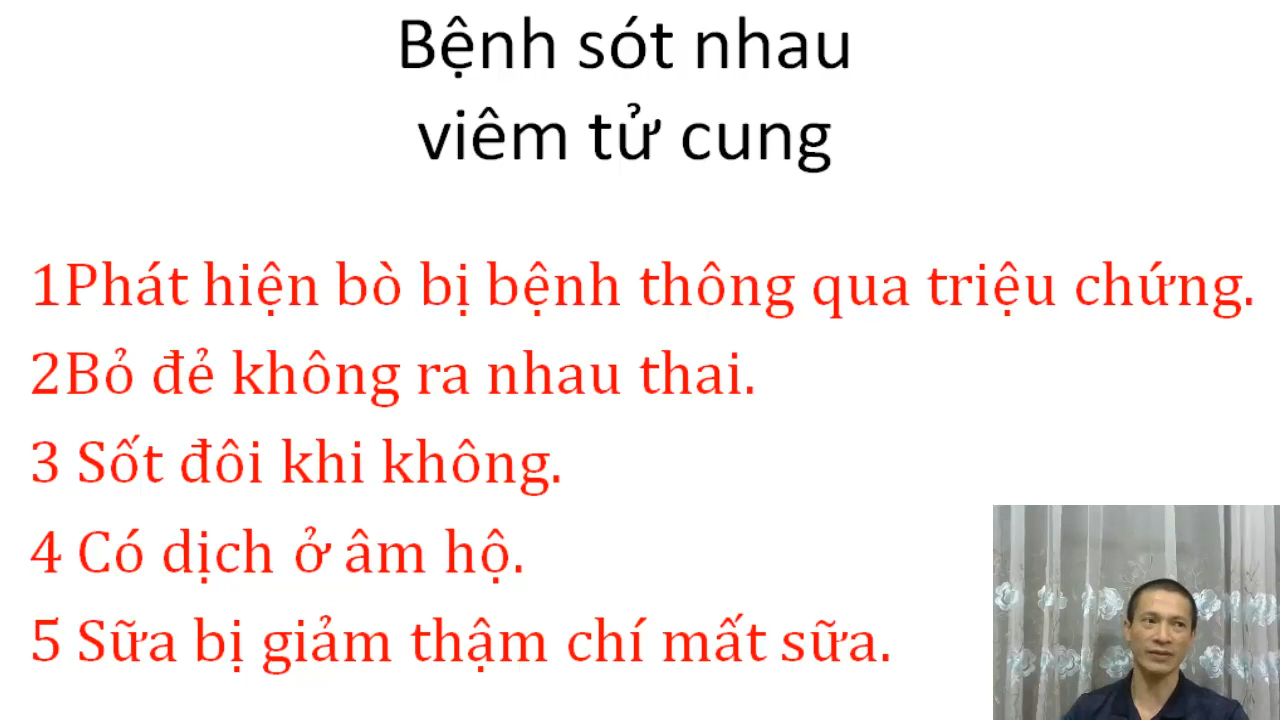 Bệnh sót nhau
viêm tử cung
1Phát hiện bò bị bệnh thông qua triệu chứng.
2Bỏ đẻ không ra nhau thai.
3 Sốt đôi khi không.
4 Có dịch ở âm hộ.
5 Sữa bị giảm thậm chí mất sữa.